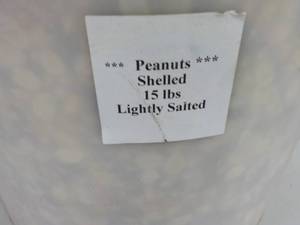 *** Peanuts ***
Shelled
15 lbs
Lightly Salted